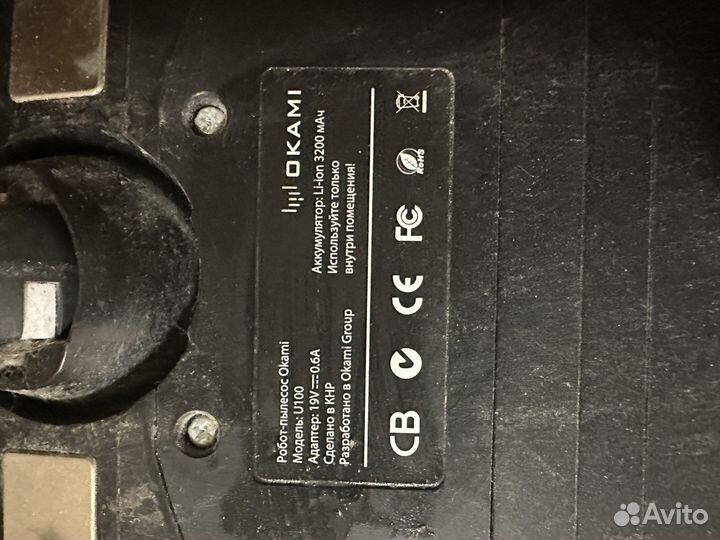 OKAMI
Робот-пылесос Okami
Модель: U100
Адаптер: 19V 0.6A
Сделано в КНР
Разработано в Okami Group
Аккумулятор: Li-ion 3200 мАч
Используйте только
внутри помещения!
CB CE FC RoHS
Avito